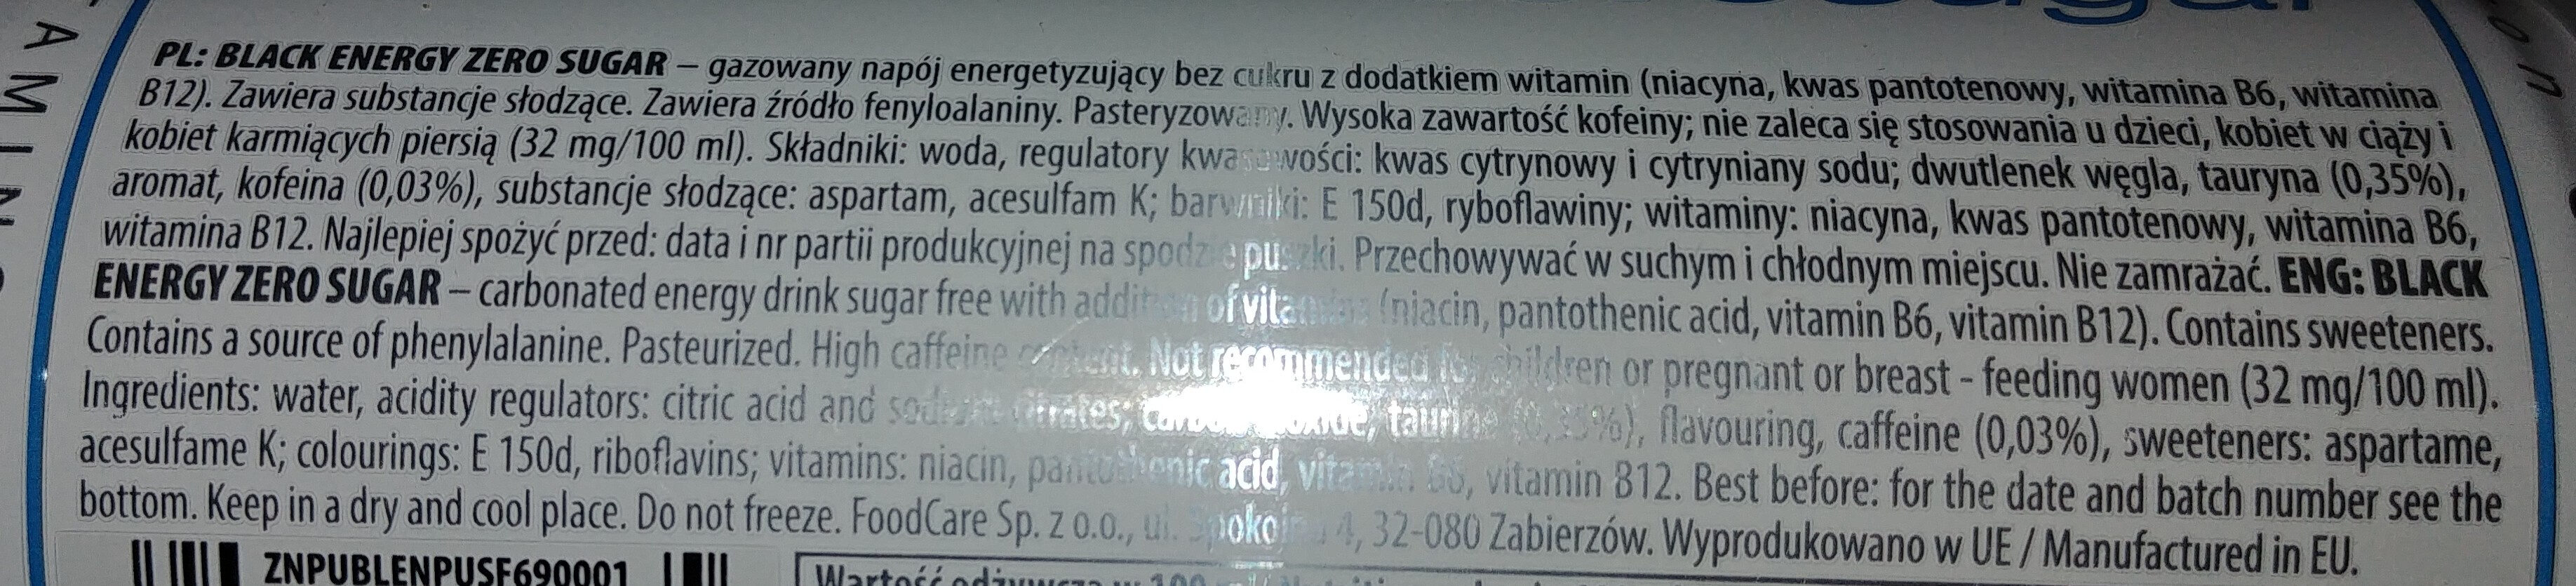 PL: BLACK ENERGY ZERO SUGAR – gazowany napój energetyzujący bez cukru z dodatkiem witamin (niacyna, kwas pantotenowy, witamina B6, witamina
B12). Zawiera substancje słodzące. Zawiera źródło fenyloalaniny. Pasteryzowany. Wysoka zawartość kofeiny; nie zaleca się stosowania u dzieci, kobiet w ciąży i
kobiet karmiących piersią (32 mg/100 ml). Składniki: woda, regulatory kwasowości: kwas cytrynowy i cytryniany sodu; dwutlenek węgla, tauryna (0,35%),
aromat, kofeina (0,03%), substancje słodzące: aspartam, acesulfam K; barwniki: E 150d, ryboflawiny; witaminy: niacyna, kwas pantotenowy, witamina B6,
witamina B12. Najlepiej spożyć przed: data i nr partii produkcyjnej na spodzie puszki. Przechowywać w suchym i chłodnym miejscu. Nie zamrażać. ENG: BLACK
ENERGY ZERO SUGAR – carbonated energy drink sugar free with addition of vitamins (niacin, pantothenic acid, vitamin B6, vitamin B12). Contains sweeteners.
Contains a source of phenylalanine. Pasteurized. High caffeine content. Not recommended for children or pregnant or breast - feeding women (32 mg/100 ml).
Ingredients: water, acidity regulators: citric acid and sodium citrates; carbon dioxide, taurine (0,35%), flavouring, caffeine (0,03%), sweeteners: aspartame,
acesulfame K; colourings: E 150d, riboflavins; vitamins: niacin, pantothenic acid, vitamin B6, vitamin B12. Best before: for the date and batch number see the
bottom. Keep in a dry and cool place. Do not freeze. FoodCare Sp. z o.o., ul. Spokojna 4, 32-080 Zabierzów. Wyprodukowano w UE / Manufactured in EU.
ZNPUBLENPUSF690001